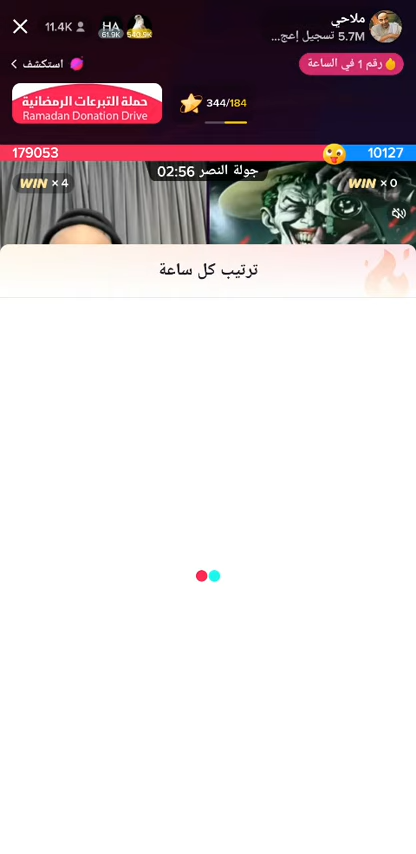 ملاحي
5.7M تسجيل إعج...
HA
61.9K
540.9K
11.4K
رقم 1 في الساعة
استكشف
حملة التبرعات الرمضانية
Ramadan Donation Drive
344/184
179053
10127
جولة النصر 02:56
WIN × 4
WIN × 0
ترتيب كل ساعة